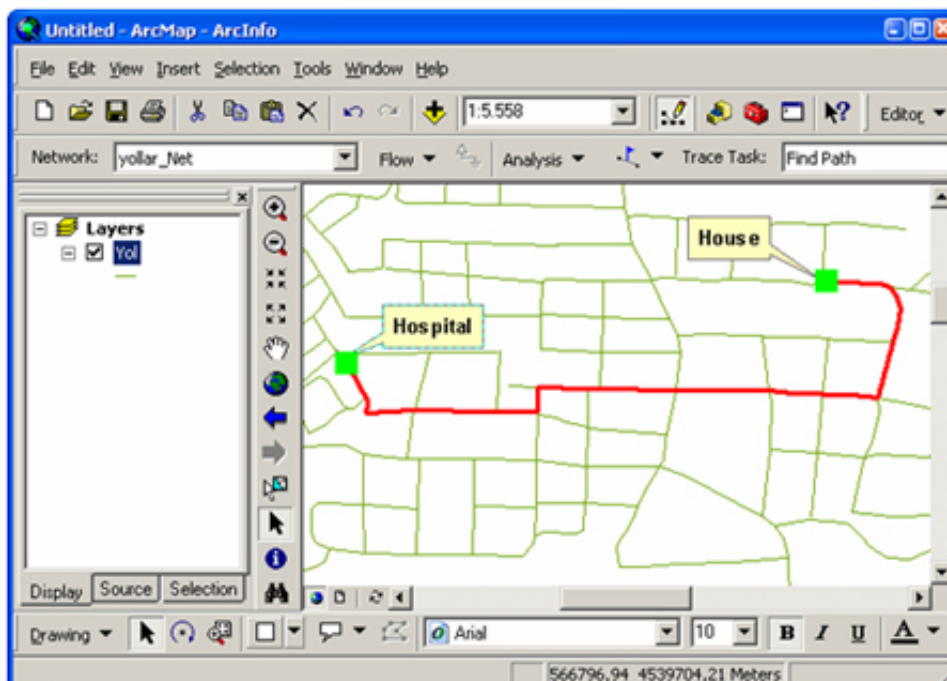 Untitled - ArcMap - ArcInfo
File Edit View Insert Selection Tools Window Help
1:5.558 Editor
Network: yollar_Net Flow Analysis Trace Task: Find Path
Layers
Yol
House
Hospital
Display Source Selection
Drawing Arial 10 B I U A
566796,94 4539704,21 Meters